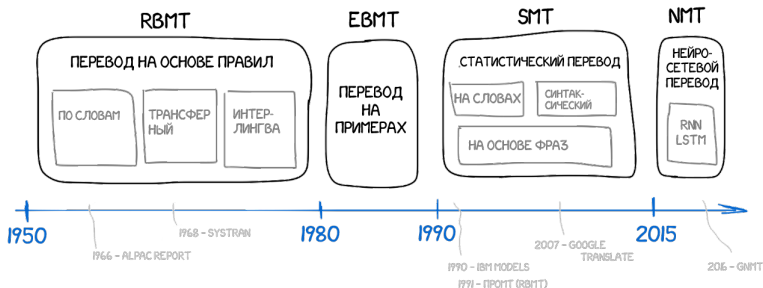 RBMT
EBMT
SMT
NMT
ПЕРЕВОД НА ОСНОВЕ ПРАВИЛ
ПО СЛОВАМ
ТРАНСФЕР
НЫЙ
ИНТЕР-
ЛИНГВА
ПЕРЕВОД
НА
ПРИМЕРАХ
СТАТИСТИЧЕСКИЙ ПЕРЕВОД
НА СЛОВАХ
СИНТАК-
СИЧЕСКИЙ
НА ОСНОВЕ ФРАЗ
НЕЙРО-
СЕТЕВОЙ
ПЕРЕВОД
RNN
LSTM
1950
1980
1990
2015
1966 - ALPAC REPORT
1968 - SYSTRAN
1990 - IBM MODELS
1991 - ПРОМТ (RBMT)
2007 - GOOGLE
TRANSLATE
2016 - GNMT